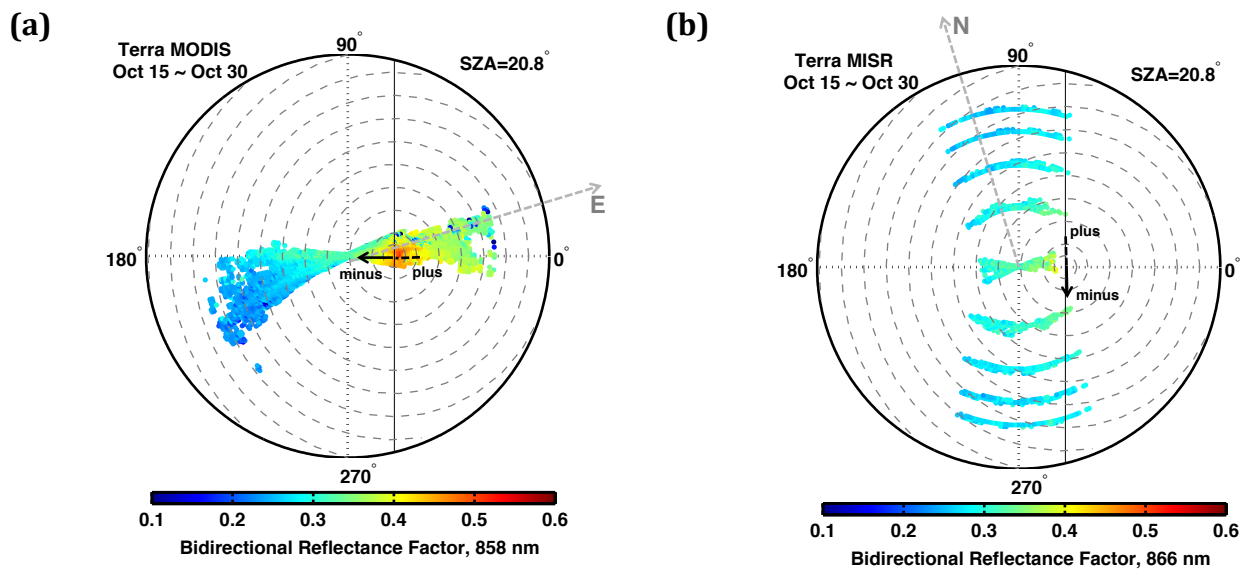 (a)
Terra MODIS
Oct 15 ~ Oct 30
90°
SZA=20.8°
E
180°
0°
minus
plus
270°
0.1 0.2 0.3 0.4 0.5 0.6
Bidirectional Reflectance Factor, 858 nm
(b)
N
Terra MISR
Oct 15 ~ Oct 30
90°
SZA=20.8°
plus
180°
0°
minus
270°
0.1 0.2 0.3 0.4 0.5 0.6
Bidirectional Reflectance Factor, 866 nm